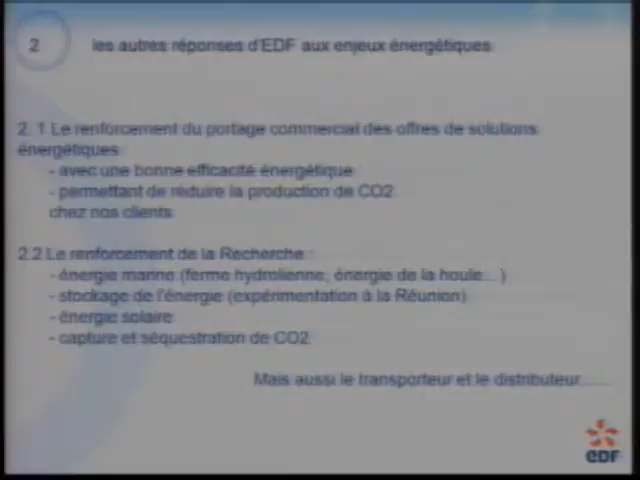 2 les autres réponses d'EDF aux enjeux énergétiques
2. 1 Le renforcement du portage commercial des offres de solutions
énergétiques
- avec une bonne efficacité énergétique
- permettant de réduire la production de CO2
chez nos clients
2.2 Le renforcement de la Recherche :
- énergie marine (ferme hydrolienne, énergie de la houle...)
- stockage de l'énergie (expérimentation à la Réunion)
- énergie solaire
- capture et séquestration de CO2
Mais aussi le transporteur et le distributeur.......
eDF